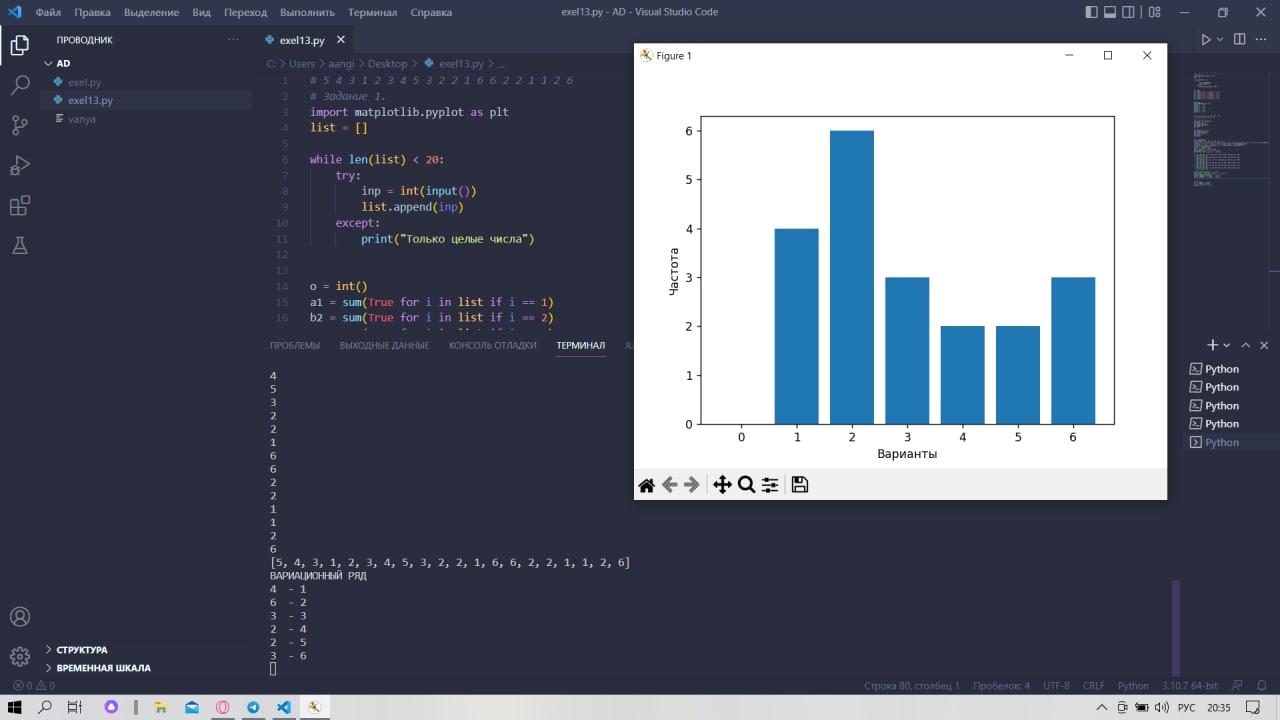 Файл Правка Выделение Вид Переход Выполнить Терминал Справка
exel13.py - AD - Visual Studio Code
ПРОВОДНИК
AD
exel.py
exel13.py
vanya
exel13.py
C: > Users > aangi > Desktop > exel13.py > ...
1 # 5 4 3 1 2 3 4 5 3 2 2 1 6 6 2 2 1 1 2 6
2 # Задание 1.
3 import matplotlib.pyplot as plt
4 list = []
5
6 while len(list) < 20:
7 try:
8 inp = int(input())
9 list.append(inp)
10 except:
11 print("Только целые числа")
12
13
14 o = int()
15 a1 = sum(True for i in list if i == 1)
16 b2 = sum(True for i in list if i == 2)
ПРОБЛЕМЫ ВЫХОДНЫЕ ДАННЫЕ КОНСОЛЬ ОТЛАДКИ ТЕРМИНАЛ
4
5
3
2
2
1
6
6
2
2
1
1
2
6
[5, 4, 3, 1, 2, 3, 4, 5, 3, 2, 2, 1, 6, 6, 2, 2, 1, 1, 2, 6]
ВАРИАЦИОННЫЙ РЯД
4 - 1
6 - 2
3 - 3
2 - 4
2 - 5
3 - 6
Figure 1
6
5
4
3
2
1
0
Частота
0 1 2 3 4 5 6
Варианты
Python
Python
Python
Python
Python
СТРУКТУРА
ВРЕМЕННАЯ ШКАЛА
0 0
Строка 80, столбец 1 Пробелов: 4 UTF-8 CRLF Python 3.10.7 64-bit
РУС 20:35